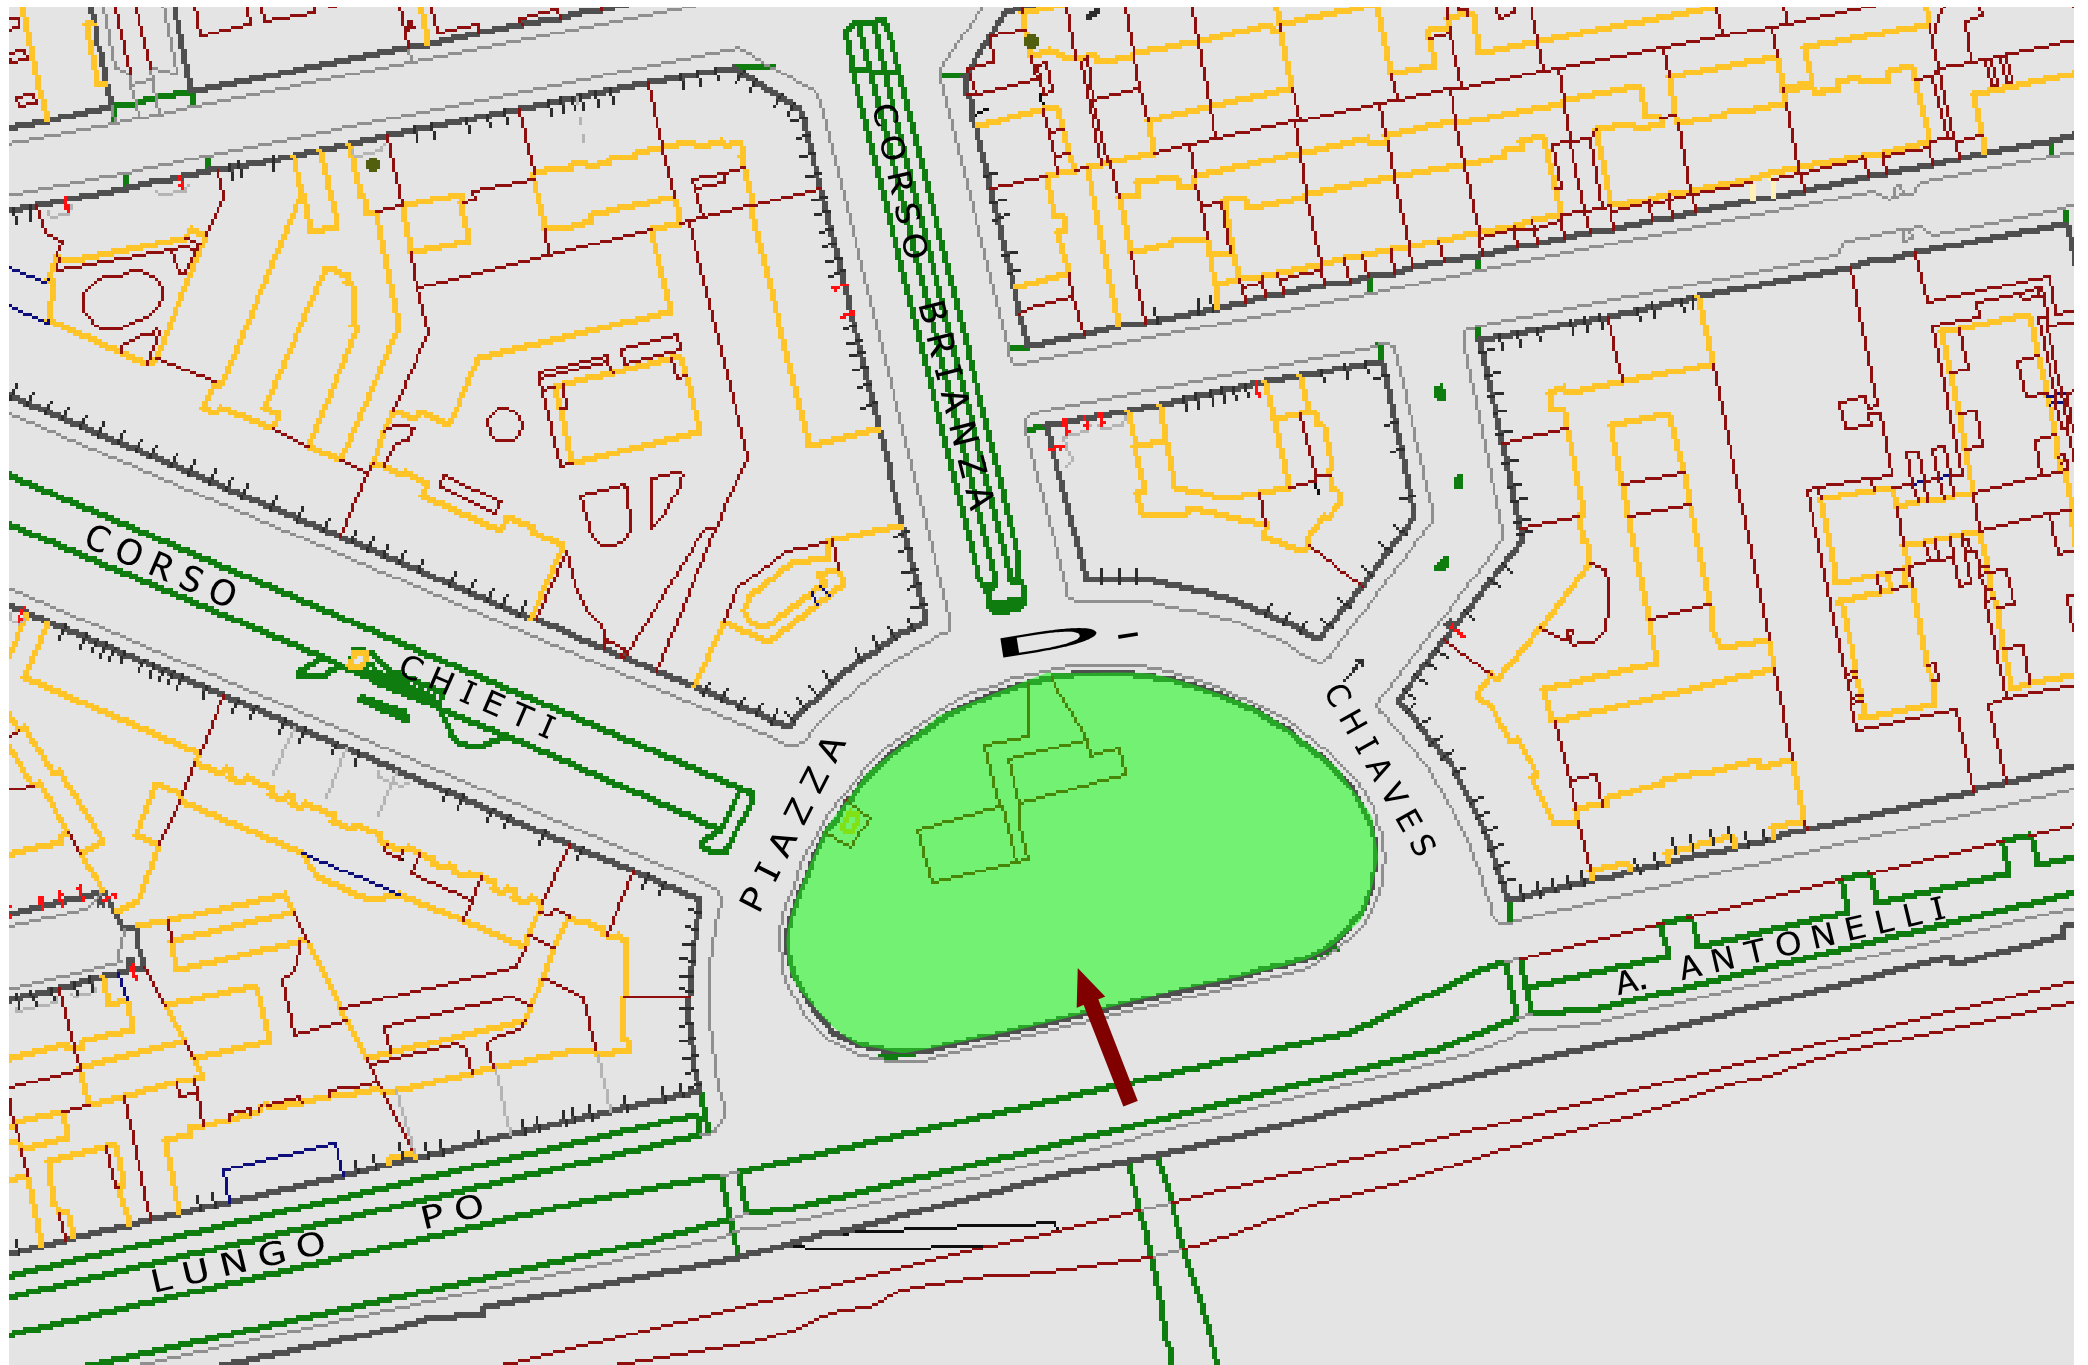 CORSO BRIANZA
CORSO CHIETI
PIAZZA
CHIAVES
LUNGO PO
A. ANTONELLI